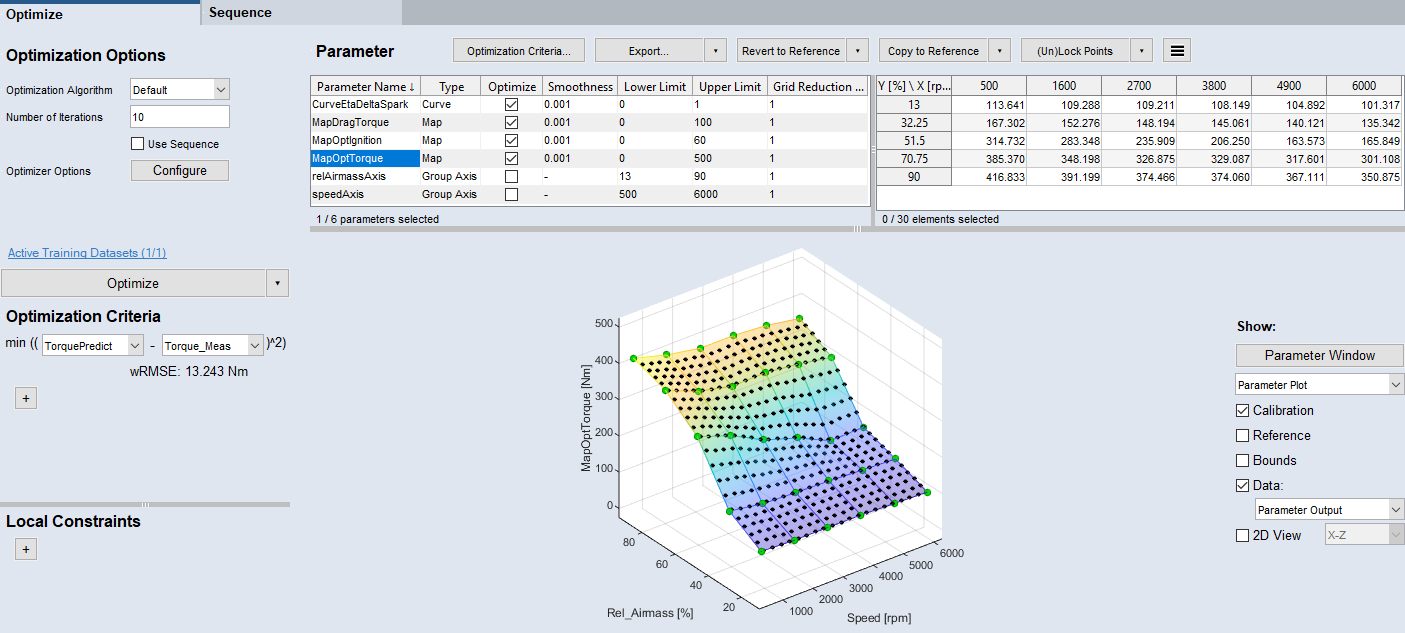 Optimize
Sequence
Optimization Options
Optimization Algorithm Default
Number of Iterations 10
Use Sequence
Optimizer Options Configure
Active Training Datasets (1/1)
Optimize
Optimization Criteria
min (( TorquePredict - Torque_Meas )^2)
wRMSE: 13.243 Nm
+
Local Constraints
+
Parameter Optimization Criteria... Export... Revert to Reference Copy to Reference (Un)Lock Points
Parameter Name↓ Type Optimize Smoothness Lower Limit Upper Limit Grid Reduction ...
CurveEtaDeltaSpark Curve 0.001 0 1 1
MapDragTorque Map 0.001 0 100 1
MapOptIgnition Map 0.001 0 60 1
MapOptTorque Map 0.001 0 500 1
relAirmassAxis Group Axis - 13 90 1
speedAxis Group Axis - 500 6000 1
1 / 6 parameters selected
Y [%] \ X [rp... 500 1600 2700 3800 4900 6000
13 113.641 109.288 109.211 108.149 104.892 101.317
32.25 167.302 152.276 148.194 145.061 140.121 135.342
51.5 314.732 283.348 235.909 206.250 163.573 165.849
70.75 385.370 348.198 326.875 329.087 317.601 301.108
90 416.833 391.199 374.466 374.060 367.111 350.875
0 / 30 elements selected
MapOptTorque [Nm]
500
400
300
200
100
0
80
60
40
20
Rel_Airmass [%]
1000
2000
3000
4000
5000
6000
Speed [rpm]
Show:
Parameter Window
Parameter Plot
Calibration
Reference
Bounds
Data:
Parameter Output
2D View X-Z